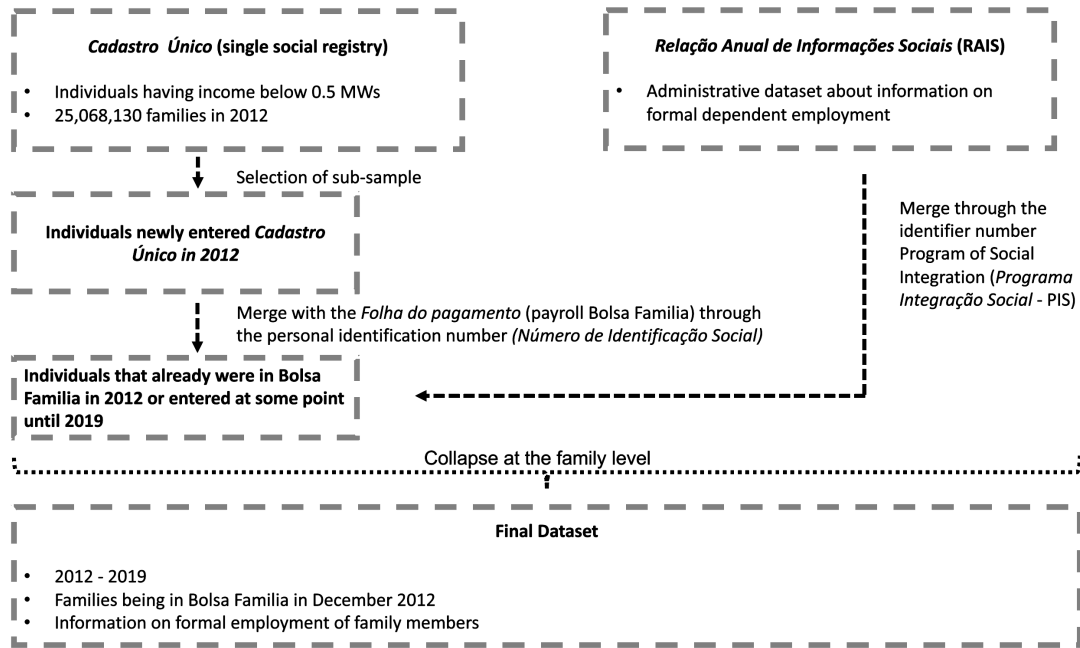 Cadastro Único (single social registry)
• Individuals having income below 0.5 MWs
• 25,068,130 families in 2012
Relação Anual de Informações Sociais (RAIS)
• Administrative dataset about information on
formal dependent employment
Selection of sub-sample
Individuals newly entered Cadastro
Único in 2012
Merge through the
identifier number
Program of Social
Integration (Programa
Integração Social - PIS)
Merge with the Folha do pagamento (payroll Bolsa Familia) through
the personal identification number (Número de Identificação Social)
Individuals that already were in Bolsa
Familia in 2012 or entered at some point
until 2019
Collapse at the family level
Final Dataset
• 2012 - 2019
• Families being in Bolsa Familia in December 2012
• Information on formal employment of family members